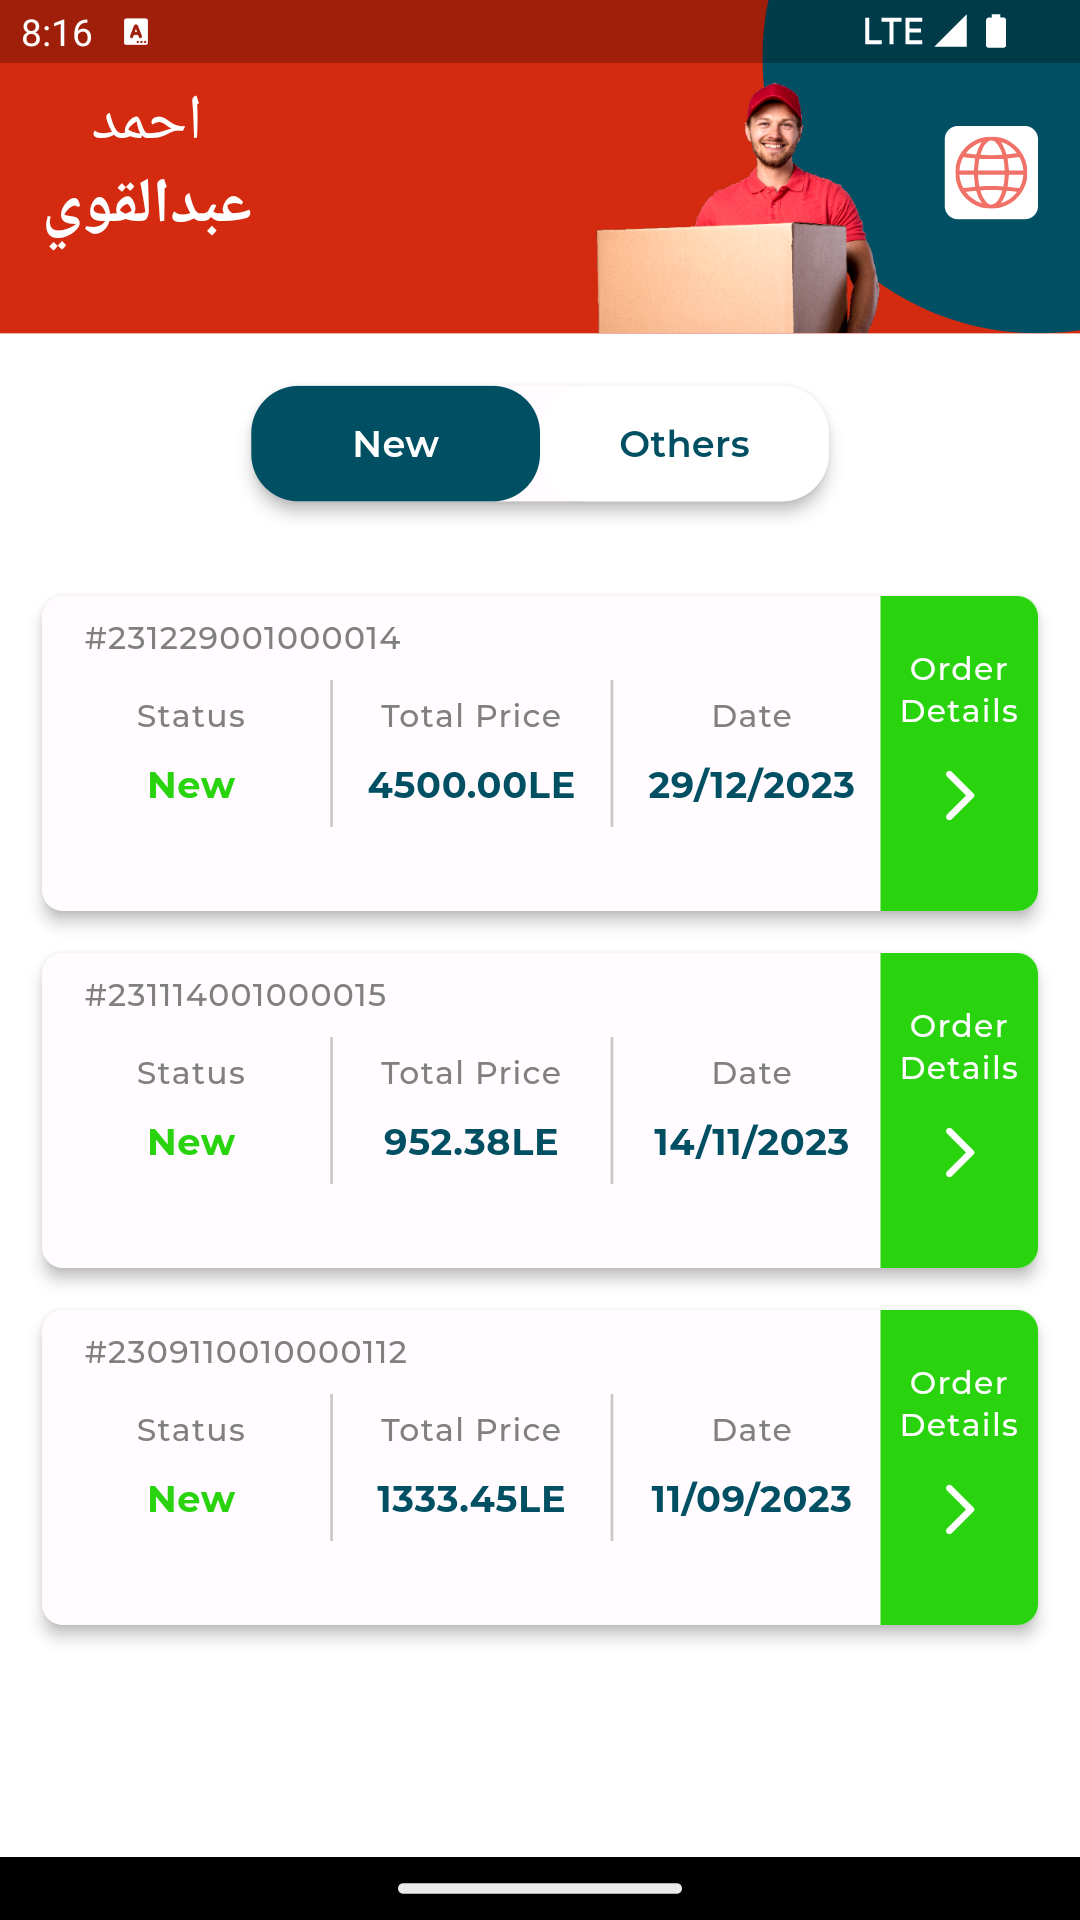 8:16
LTE
احمد
عبدالقوي
New
Others
#231229001000014
Status
Total Price
Date
New
4500.00LE
29/12/2023
Order
Details
#231114001000015
Status
Total Price
Date
New
952.38LE
14/11/2023
Order
Details
#2309110010000112
Status
Total Price
Date
New
1333.45LE
11/09/2023
Order
Details